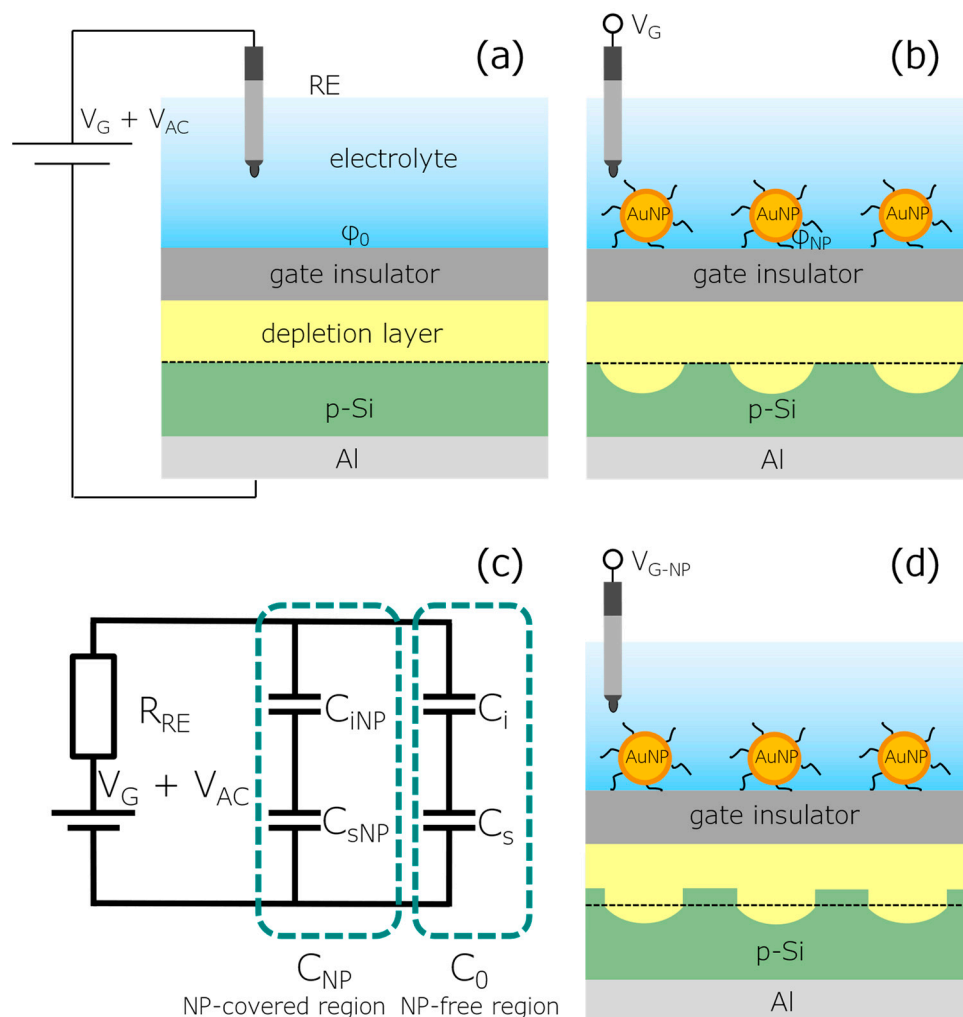 (a)
RE
V_G + V_AC
electrolyte
φ_0
gate insulator
depletion layer
p-Si
Al
V_G
(b)
AuNP AuNP AuNP
φ_NP
gate insulator
p-Si
Al
(c)
R_RE
V_G + V_AC
C_iNP
C_i
C_sNP
C_s
C_NP
NP-covered region
C_0
NP-free region
V_G-NP
(d)
AuNP AuNP AuNP
gate insulator
p-Si
Al